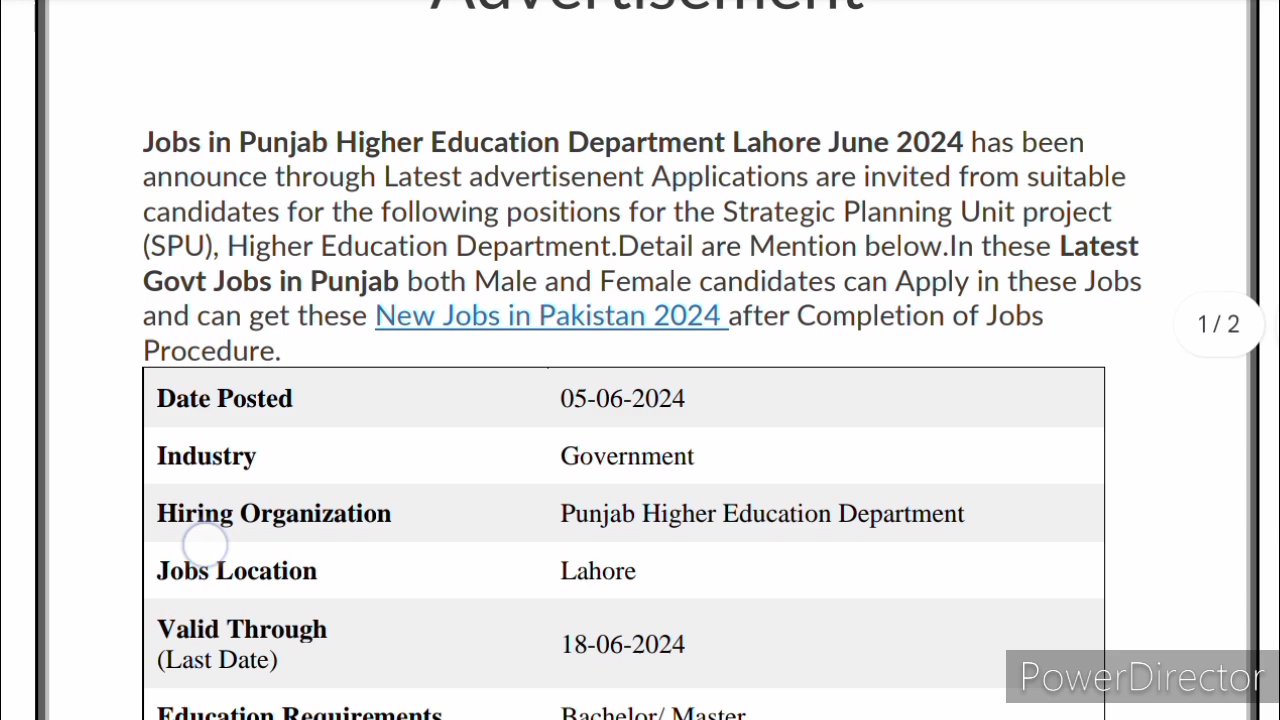 Advertisement
Jobs in Punjab Higher Education Department Lahore June 2024 has been
announce through Latest advertisenent Applications are invited from suitable
candidates for the following positions for the Strategic Planning Unit project
(SPU), Higher Education Department.Detail are Mention below.In these Latest
Govt Jobs in Punjab both Male and Female candidates can Apply in these Jobs
and can get these New Jobs in Pakistan 2024 after Completion of Jobs
Procedure.
1 / 2
Date Posted 05-06-2024
Industry Government
Hiring Organization Punjab Higher Education Department
Jobs Location Lahore
Valid Through
(Last Date) 18-06-2024
Education Requirements Bachelor/ Master
PowerDirector